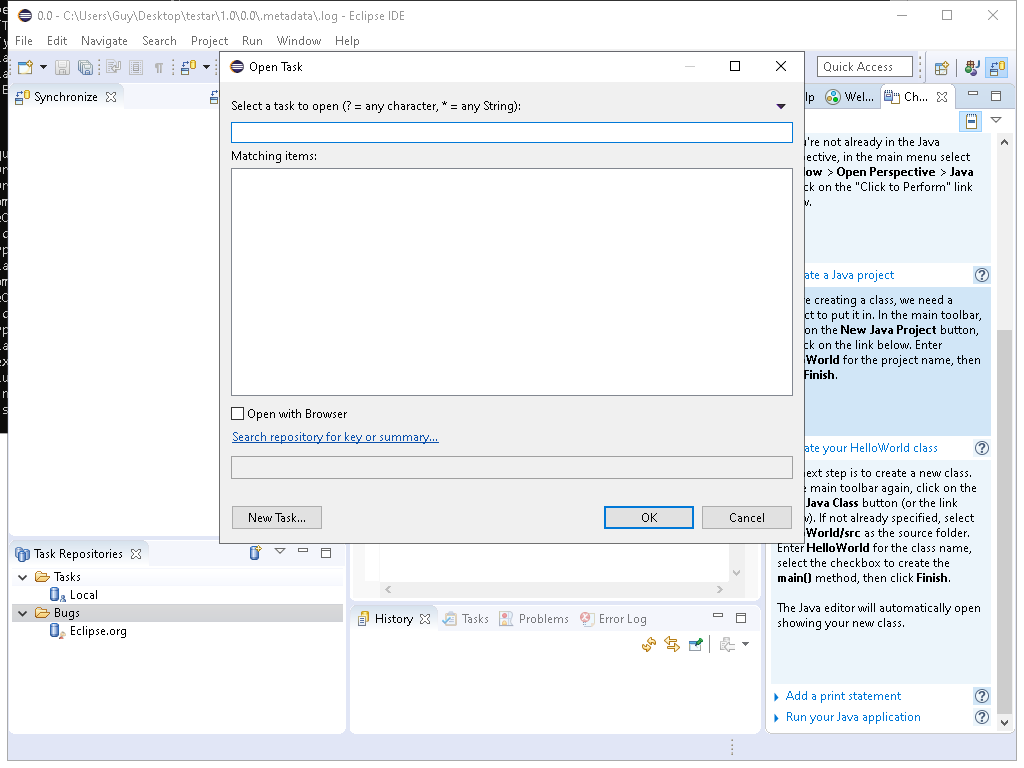 0.0 - C:\Users\Guy\Desktop\testar\1.0\0.0\.metadata\.log - Eclipse IDE
File Edit Navigate Search Project Run Window Help
Quick Access
Synchronize
Wel...
Ch...
Open Task
Select a task to open (? = any character, * = any String):
Matching items:
Open with Browser
Search repository for key or summary...
New Task...
OK
Cancel
're not already in the Java
pective, in the main menu select
ow > Open Perspective > Java
ck on the "Click to Perform" link
w.
ate a Java project
e creating a class, we need a
ct to put it in. In the main toolbar,
on the New Java Project button,
ck on the link below. Enter
World for the project name, then
Finish.
ate your HelloWorld class
next step is to create a new class.
e main toolbar again, click on the
Java Class button (or the link
w). If not already specified, select
World/src as the source folder.
Enter HelloWorld for the class name,
select the checkbox to create the
main() method, then click Finish.
The Java editor will automatically open
showing your new class.
Add a print statement
Run your Java application
Task Repositories
Tasks
Local
Bugs
Eclipse.org
History
Tasks
Problems
Error Log